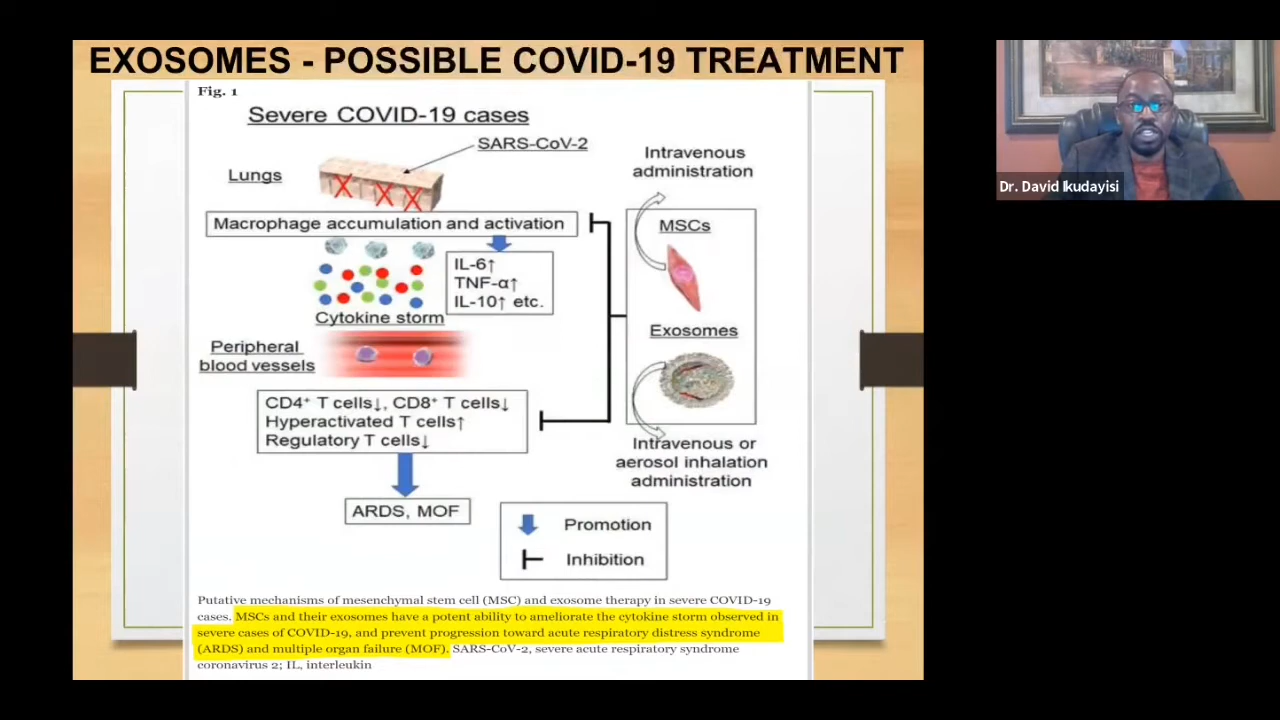 EXOSOMES - POSSIBLE COVID-19 TREATMENT
Fig. 1
Severe COVID-19 cases
SARS-CoV-2
Lungs
Macrophage accumulation and activation
IL-6↑
TNF-α↑
IL-10↑ etc.
Cytokine storm
Peripheral
blood vessels
CD4⁺ T cells↓, CD8⁺ T cells↓
Hyperactivated T cells↑
Regulatory T cells↓
ARDS, MOF
Intravenous
administration
MSCs
Exosomes
Intravenous or
aerosol inhalation
administration
Promotion
Inhibition
Putative mechanisms of mesenchymal stem cell (MSC) and exosome therapy in severe COVID-19
cases. MSCs and their exosomes have a potent ability to ameliorate the cytokine storm observed in
severe cases of COVID-19, and prevent progression toward acute respiratory distress syndrome
(ARDS) and multiple organ failure (MOF). SARS-CoV-2, severe acute respiratory syndrome
coronavirus 2; IL, interleukin
Dr. David Ikudayisi